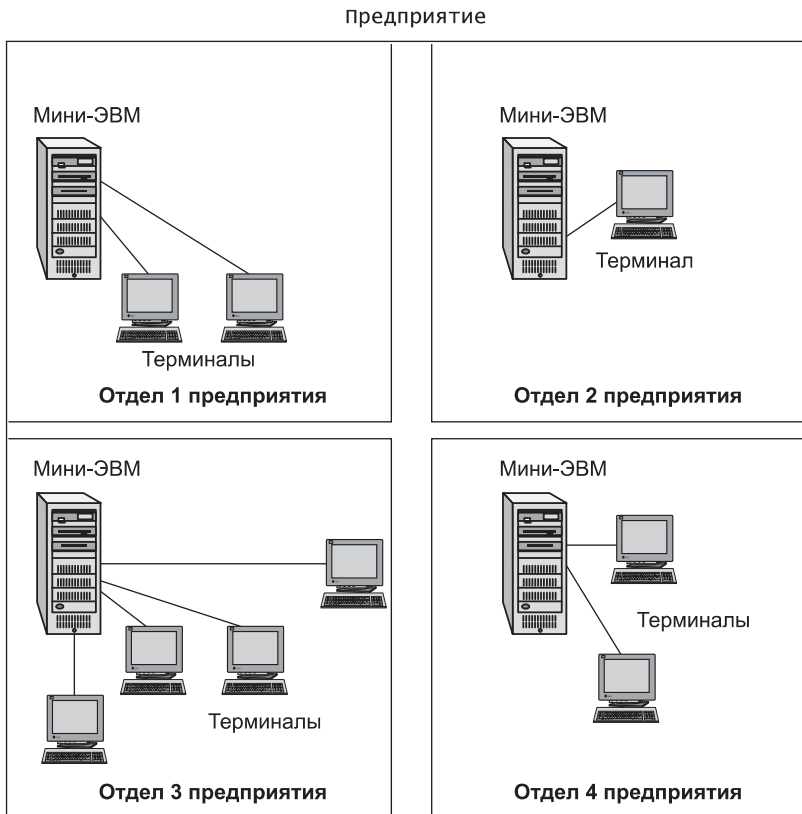 Предприятие
Мини-ЭВМ
Терминалы
Отдел 1 предприятия
Мини-ЭВМ
Терминал
Отдел 2 предприятия
Мини-ЭВМ
Терминалы
Отдел 3 предприятия
Мини-ЭВМ
Терминалы
Отдел 4 предприятия